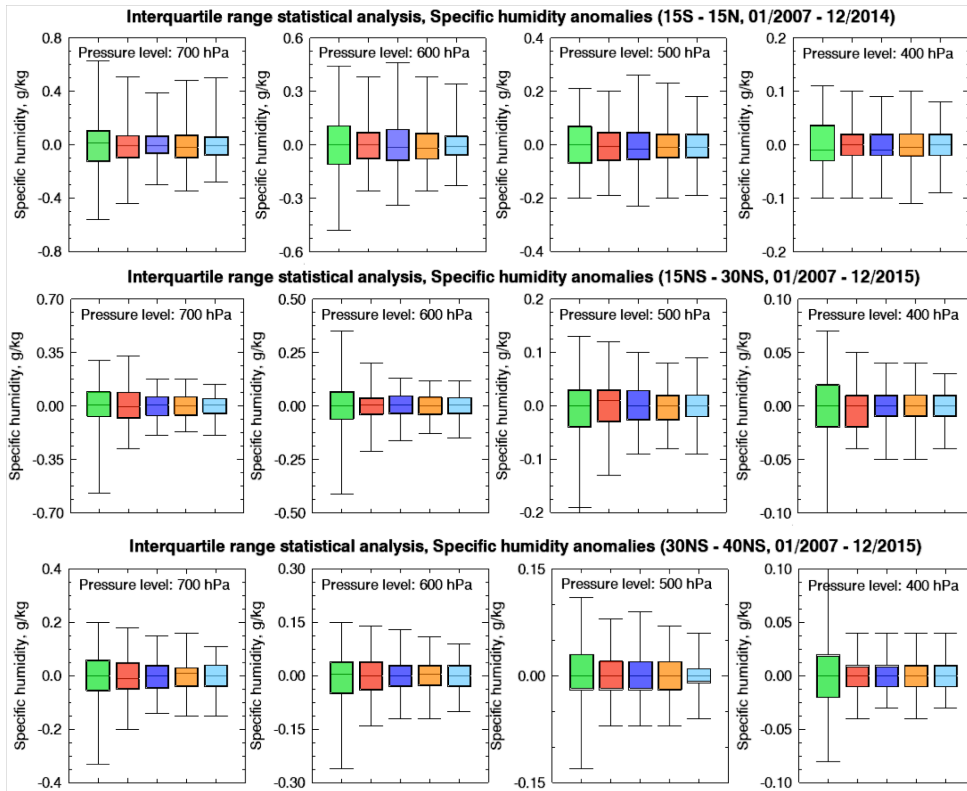 Interquartile range statistical analysis, Specific humidity anomalies (15S - 15N, 01/2007 - 12/2014)
Specific humidity, g/kg
0.8
0.4
0.0
-0.4
-0.8
Pressure level: 700 hPa
Specific humidity, g/kg
0.6
0.3
0.0
-0.3
-0.6
Pressure level: 600 hPa
Specific humidity, g/kg
0.4
0.2
0.0
-0.2
-0.4
Pressure level: 500 hPa
Specific humidity, g/kg
0.2
0.1
0.0
-0.1
-0.2
Pressure level: 400 hPa
Interquartile range statistical analysis, Specific humidity anomalies (15NS - 30NS, 01/2007 - 12/2015)
Specific humidity, g/kg
0.70
0.35
0.00
-0.35
-0.70
Pressure level: 700 hPa
Specific humidity, g/kg
0.50
0.25
0.00
-0.25
-0.50
Pressure level: 600 hPa
Specific humidity, g/kg
0.2
0.1
0.0
-0.1
-0.2
Pressure level: 500 hPa
Specific humidity, g/kg
0.10
0.05
0.00
-0.05
-0.10
Pressure level: 400 hPa
Interquartile range statistical analysis, Specific humidity anomalies (30NS - 40NS, 01/2007 - 12/2015)
Specific humidity, g/kg
0.4
0.2
0.0
-0.2
-0.4
Pressure level: 700 hPa
Specific humidity, g/kg
0.30
0.15
0.00
-0.15
-0.30
Pressure level: 600 hPa
Specific humidity, g/kg
0.15
0.00
-0.15
Pressure level: 500 hPa
Specific humidity, g/kg
0.10
0.05
0.00
-0.05
-0.10
Pressure level: 400 hPa